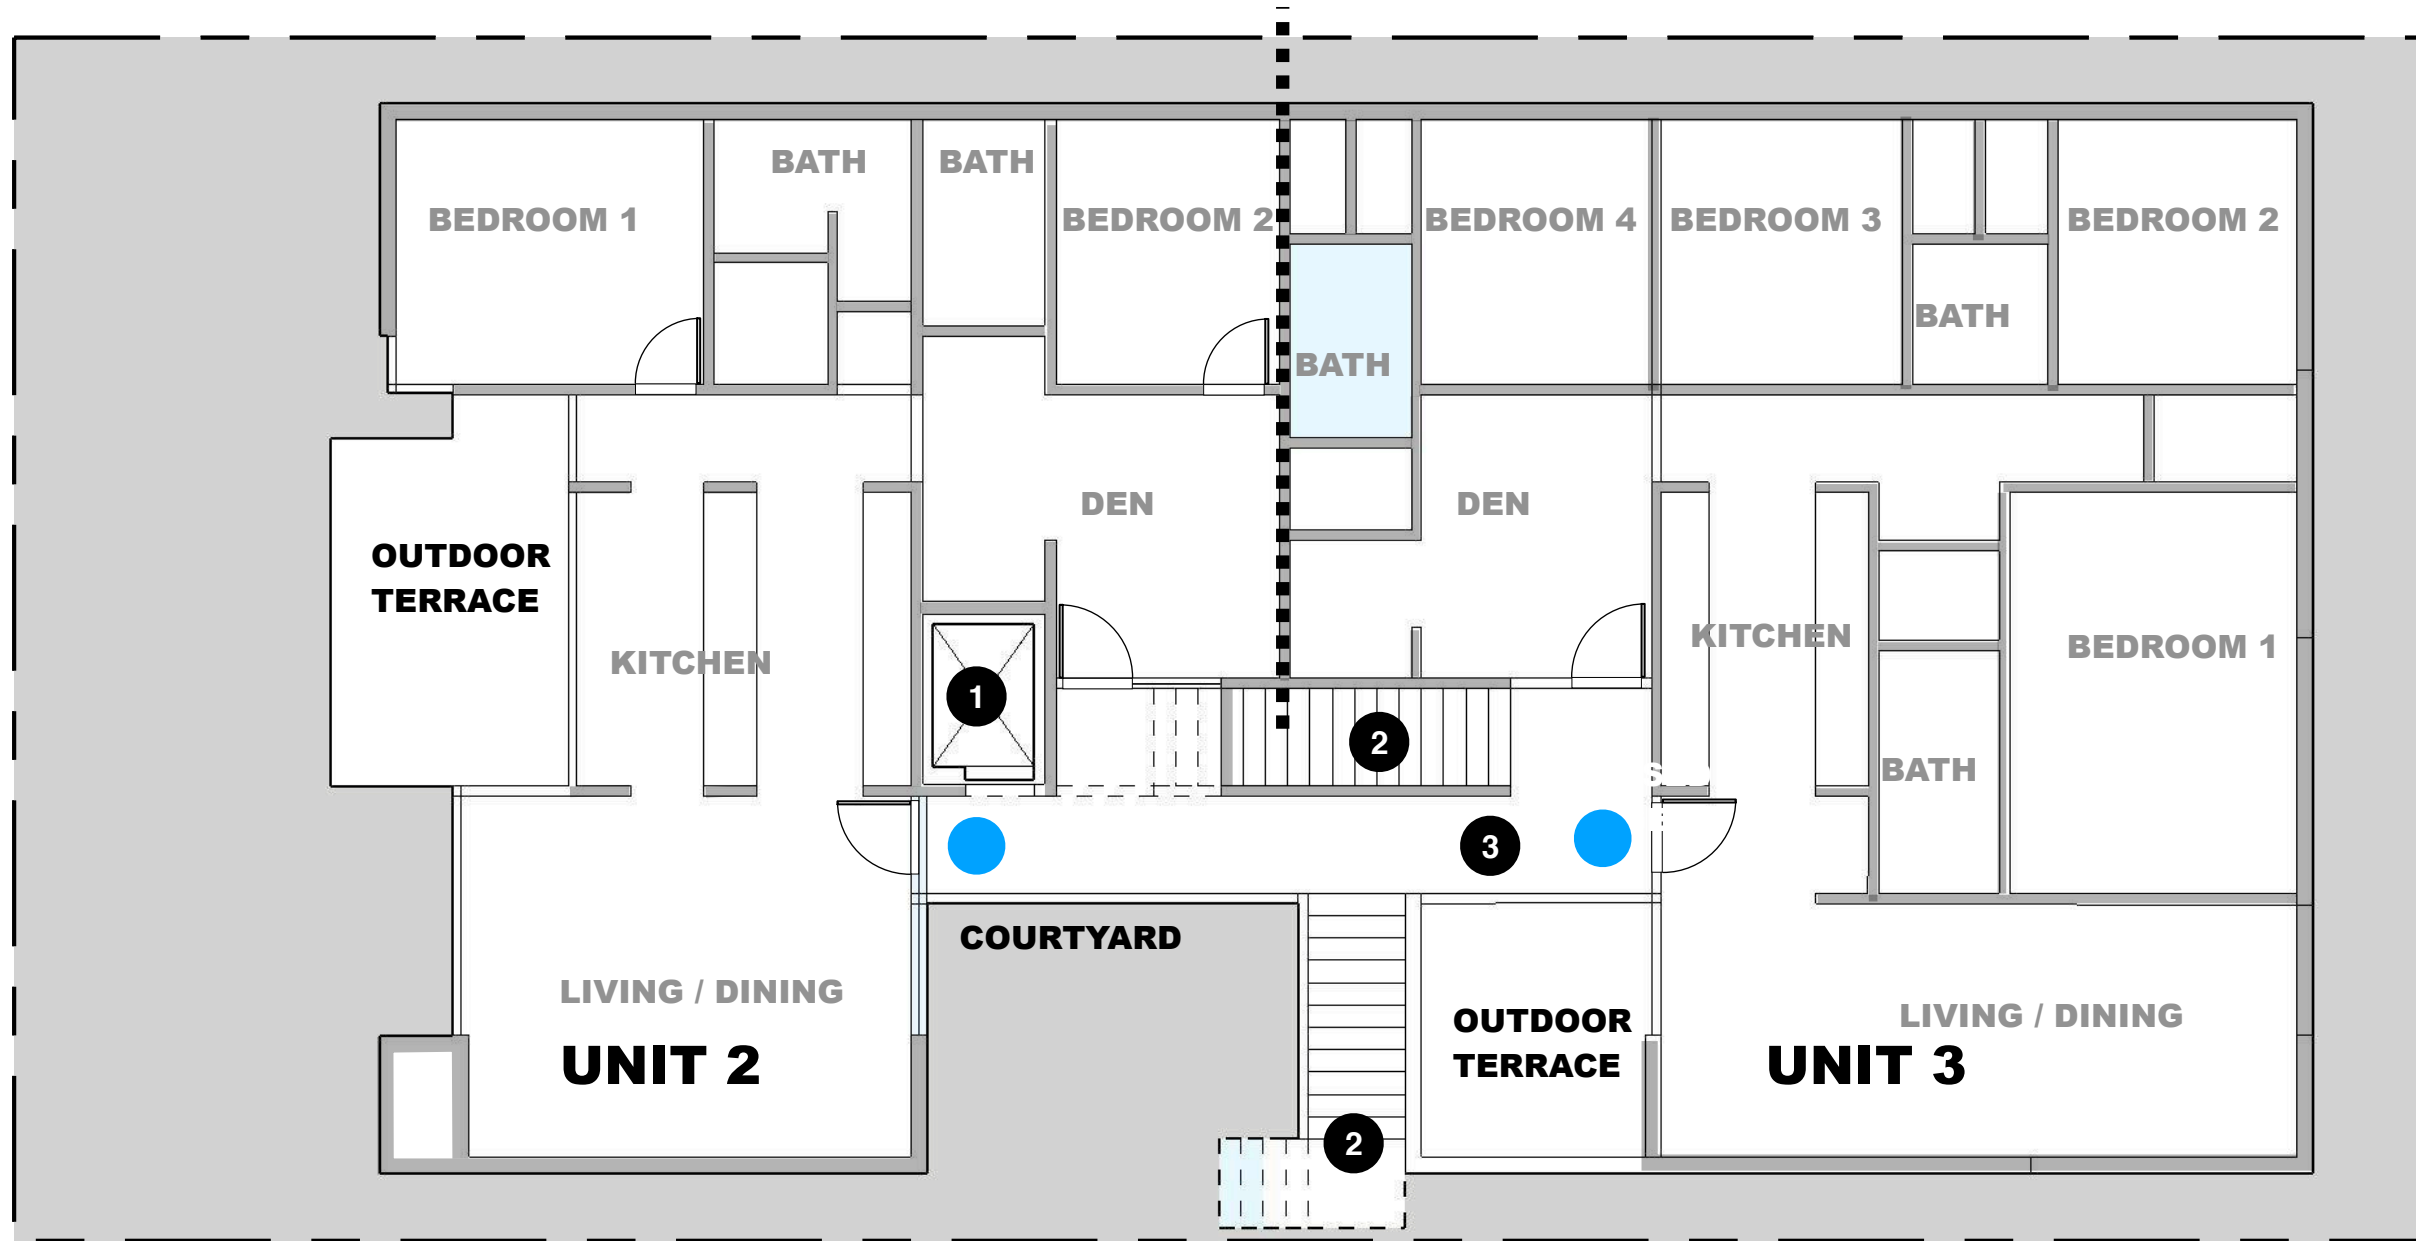 BATH
BATH
BEDROOM 1
BEDROOM 2
BEDROOM 4
BEDROOM 3
BEDROOM 2
BATH
BATH
DEN
DEN
OUTDOOR
TERRACE
KITCHEN
KITCHEN
BEDROOM 1
1
2
BATH
3
COURTYARD
LIVING / DINING
UNIT 2
OUTDOOR
TERRACE
LIVING / DINING
UNIT 3
2